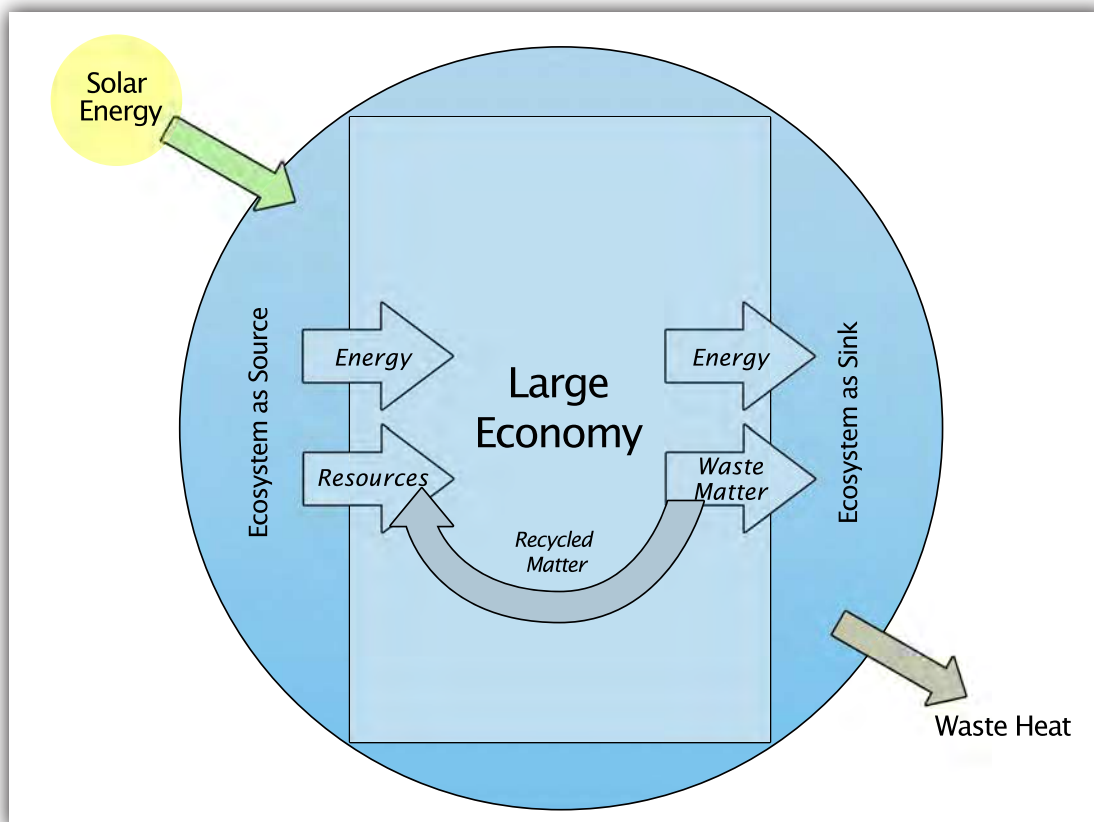 Solar
Energy
Ecosystem as Source
Energy
Resources
Large
Economy
Recycled
Matter
Energy
Waste
Matter
Ecosystem as Sink
Waste Heat